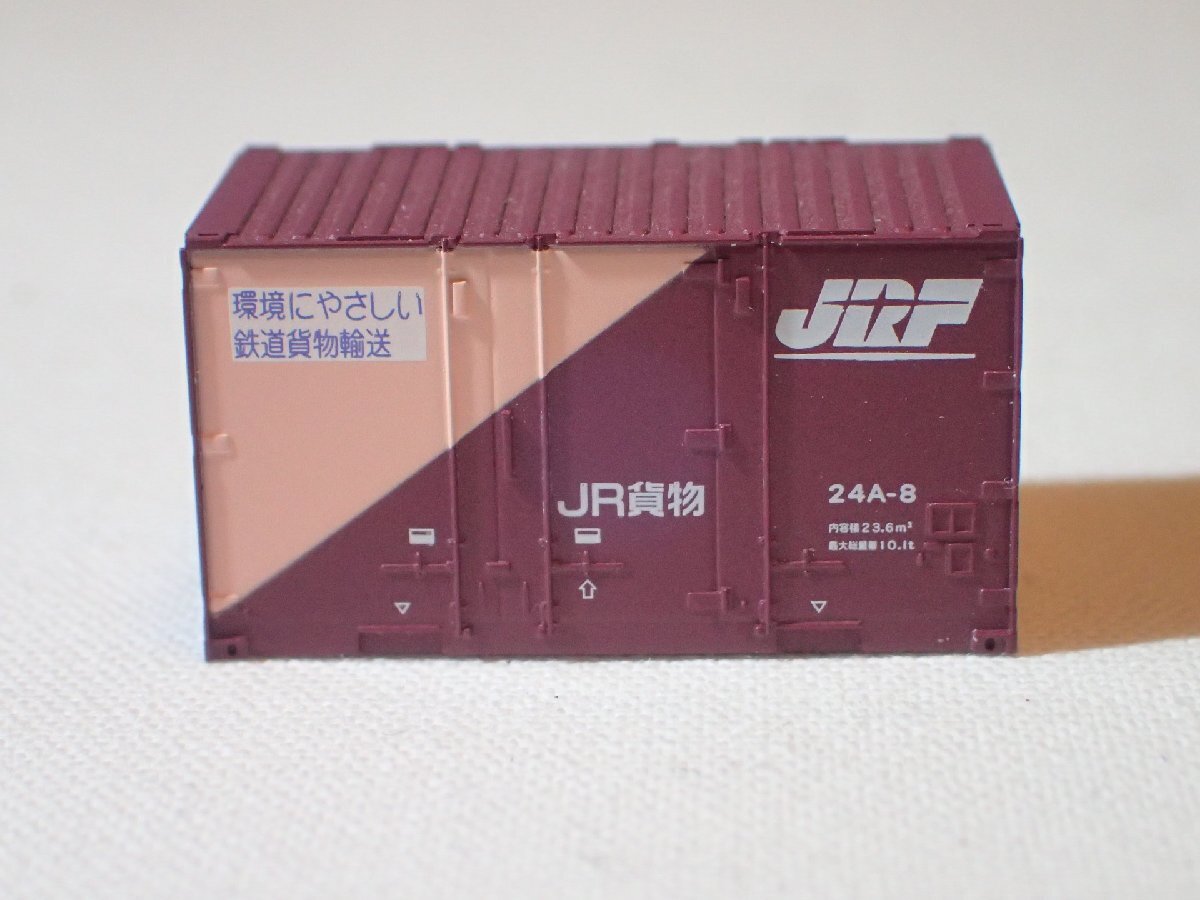 環境にやさしい
鉄道貨物輸送
JRF
JR貨物
24A-8
内容積23.6m³
最大総重量10.1t